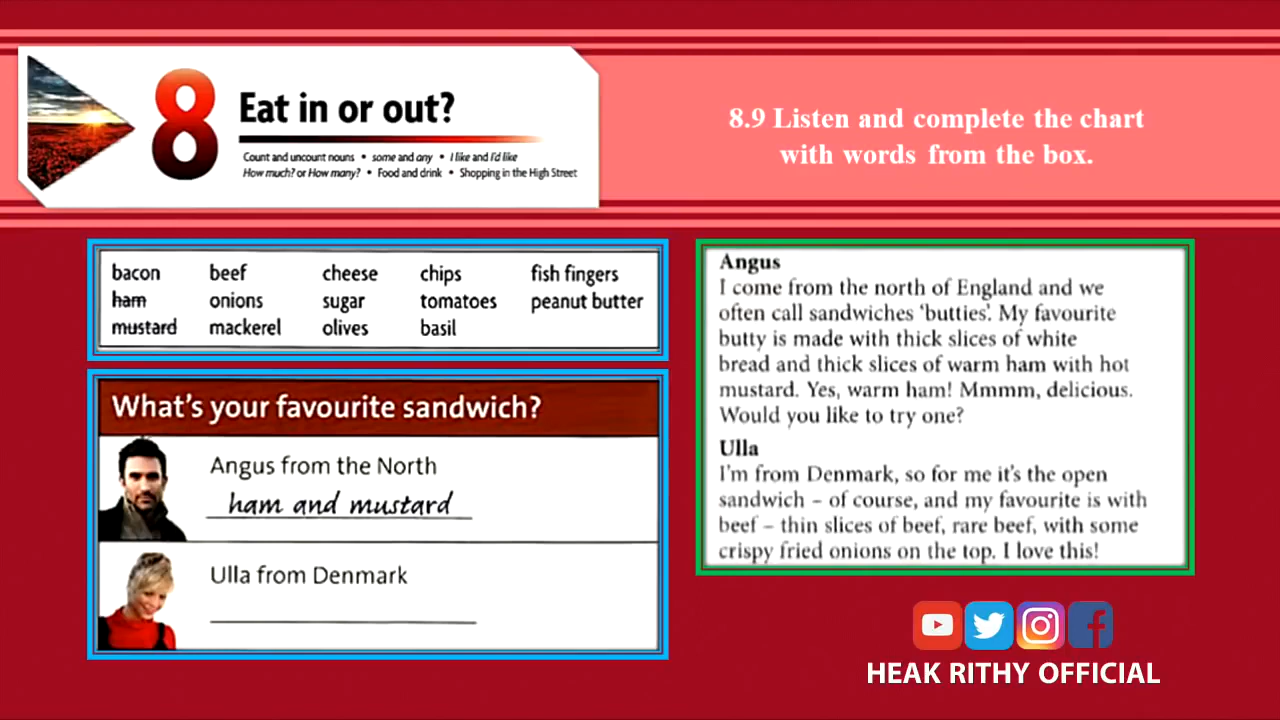 8
Eat in or out?
Count and uncount nouns • some and any • I like and I'd like
How much? or How many? • Food and drink • Shopping in the High Street
8.9 Listen and complete the chart
with words from the box.
bacon beef cheese chips fish fingers
ham onions sugar tomatoes peanut butter
mustard mackerel olives basil
What's your favourite sandwich?
Angus from the North
ham and mustard
Ulla from Denmark
Angus
I come from the north of England and we
often call sandwiches 'butties'. My favourite
butty is made with thick slices of white
bread and thick slices of warm ham with hot
mustard. Yes, warm ham! Mmmm, delicious.
Would you like to try one?
Ulla
I'm from Denmark, so for me it's the open
sandwich – of course, and my favourite is with
beef – thin slices of beef, rare beef, with some
crispy fried onions on the top. I love this!
HEAK RITHY OFFICIAL